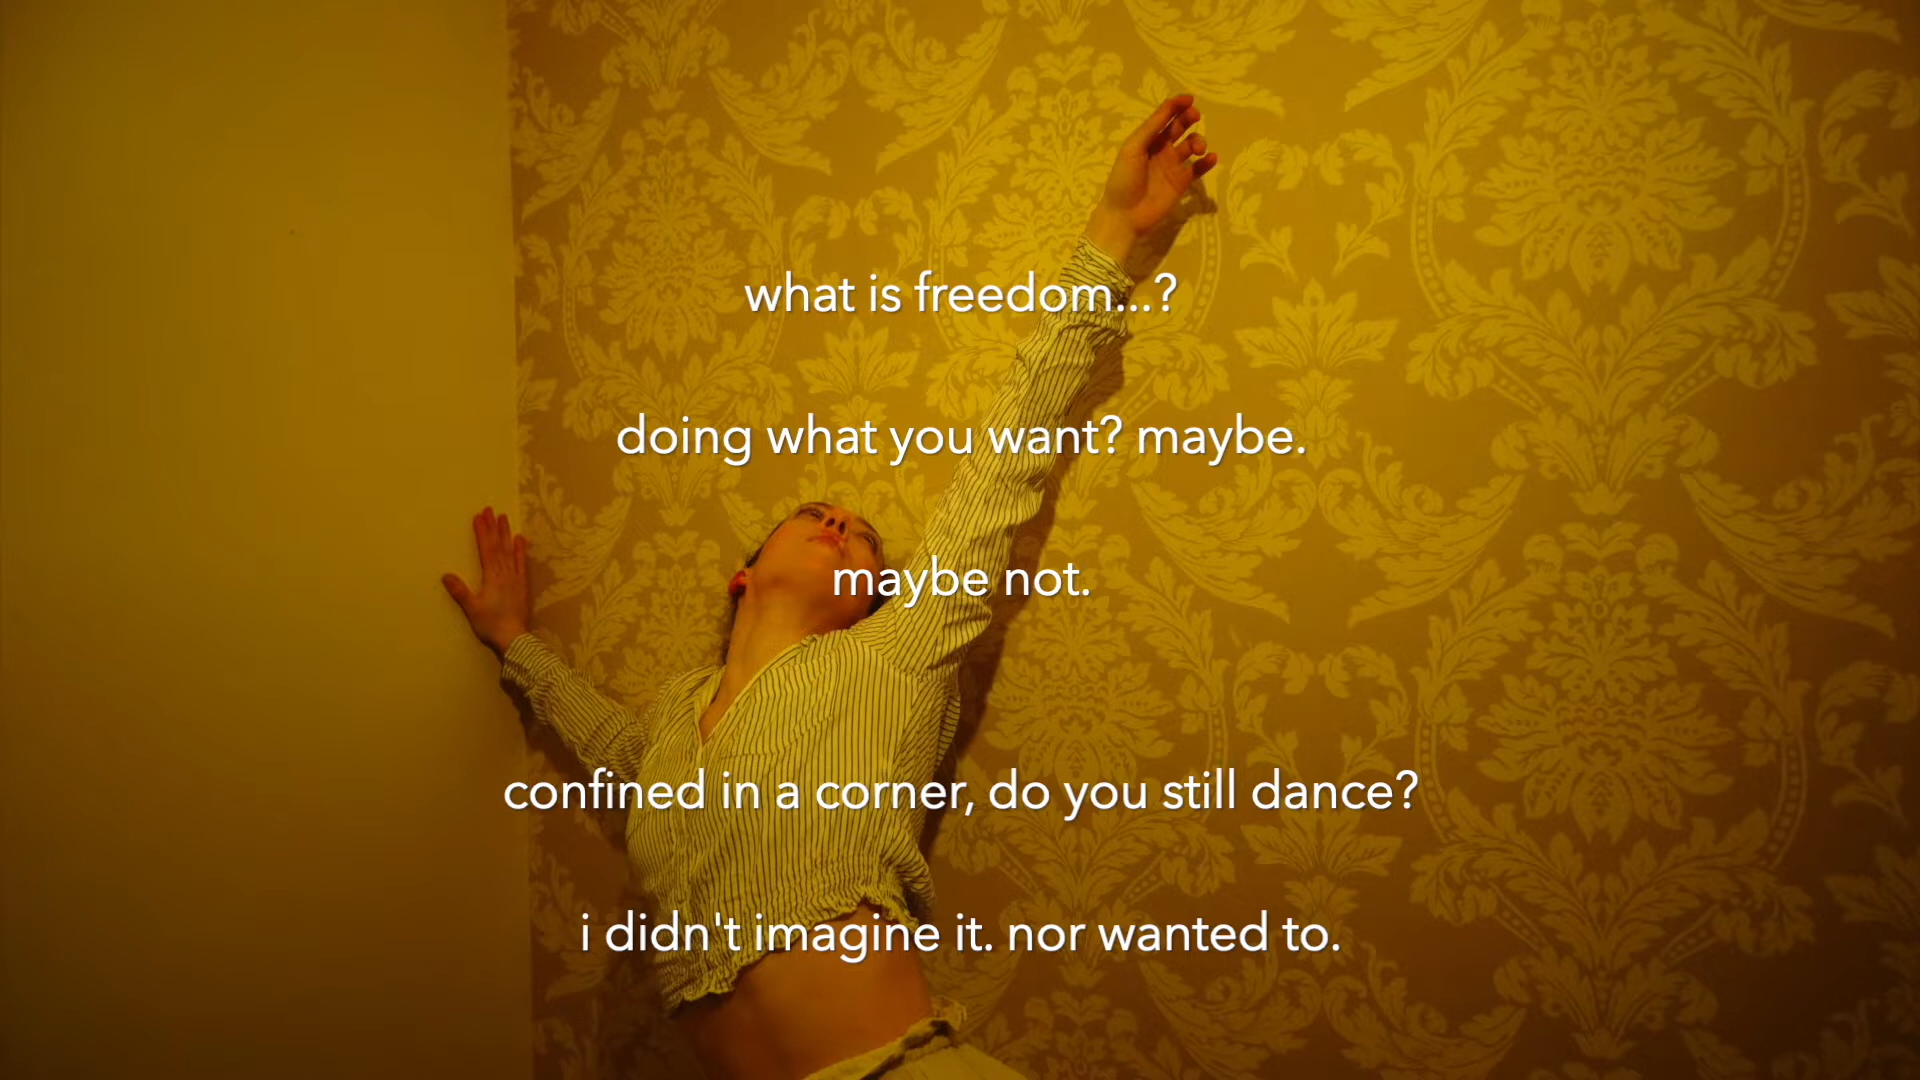 what is freedom...?
doing what you want? maybe.
maybe not.
confined in a corner, do you still dance?
i didn't imagine it. nor wanted to.